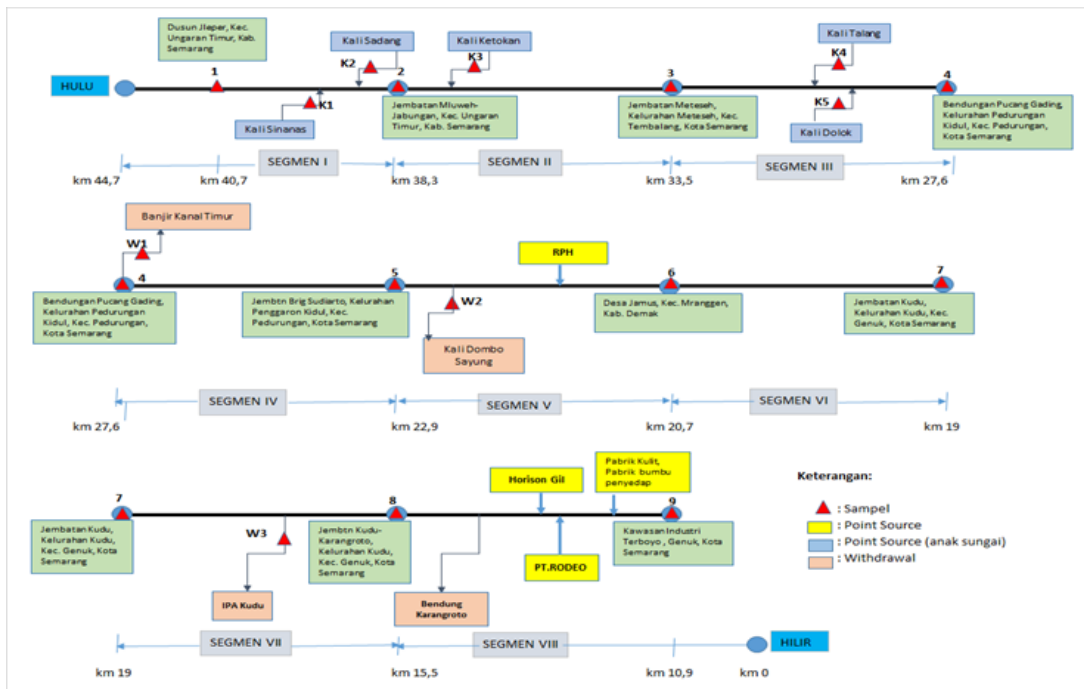 Dusun Jleper, Kec.
Ungaran Timur, Kab.
Semarang
Kali Sadang
Kali Ketokan
Kali Talang
1
K2
2
K3
3
K4
4
HULU
K1
K5
Kali Sinanas
Jembatan Mluweh-
Jabungan, Kec. Ungaran
Timur, Kab. Semarang
Jembatan Meteseh,
Kelurahan Meteseh, Kec.
Tembalang, Kota Semarang
Kali Dolok
Bendungan Pucang Gading,
Kelurahan Pedurungan
Kidul, Kec. Pedurungan,
Kota Semarang
SEGMEN I
SEGMEN II
SEGMEN III
km 44,7
km 40,7
km 38,3
km 33,5
km 27,6
Banjir Kanal Timur
W1
RPH
4
5
6
7
W2
Bendungan Pucang Gading,
Kelurahan Pedurungan
Kidul, Kec. Pedurungan,
Kota Semarang
Jembtn Brig Sudiarto, Kelurahan
Penggaron Kidul, Kec.
Pedurungan, Kota Semarang
Desa Jamus, Kec. Mranggen,
Kab. Demak
Jembatan Kudu,
Kelurahan Kudu, Kec.
Genuk, Kota Semarang
Kali Dombo
Sayung
SEGMEN IV
SEGMEN V
SEGMEN VI
km 27,6
km 22,9
km 20,7
km 19
Horison Gil
Pabrik Kulit,
Pabrik bumbu
penyedap
7
8
9
W3
Jembatan Kudu,
Kelurahan Kudu,
Kec. Genuk, Kota
Semarang
Jembtn Kudu-
Karangroto,
Kelurahan Kudu,
Kec. Genuk, Kota
Semarang
Kawasan Industri
Terboyo , Genuk, Kota
Semarang
PT.RODEO
IPA Kudu
Bendung
Karangroto
Keterangan:
: Sampel
: Point Source
: Point Source (anak sungai)
: Withdrawal
SEGMEN VII
SEGMEN VIII
HILIR
km 19
km 15,5
km 10,9
km 0